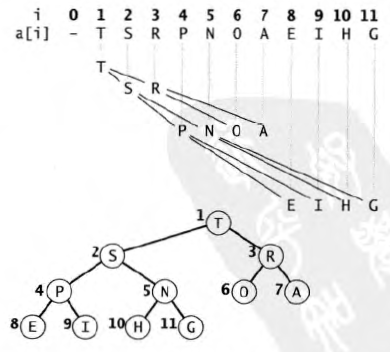 i 0 1 2 3 4 5 6 7 8 9 10 11
a[i] - T S R P N O A E I H G
T
S R
P N O A
E I H G
1 T
2 S 3 R
4 P 5 N 6 O 7 A
8 E 9 I 10 H 11 G